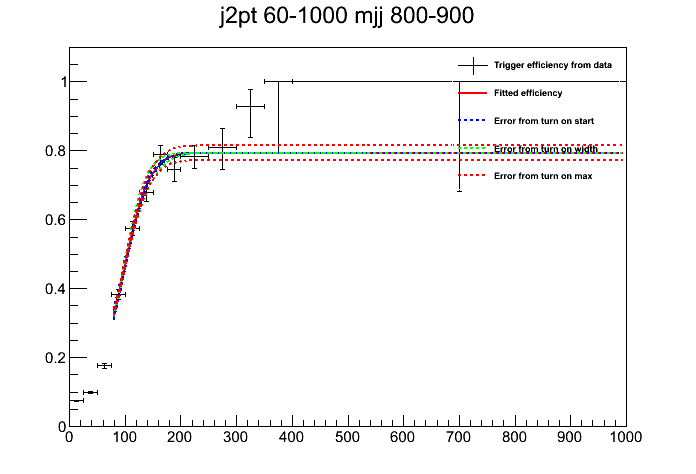 j2pt 60-1000 mjj 800-900
1
0.8
0.6
0.4
0.2
0
0 100 200 300 400 500 600 700 800 900 1000
Trigger efficiency from data
Fitted efficiency
Error from turn on start
Error from turn on width
Error from turn on max